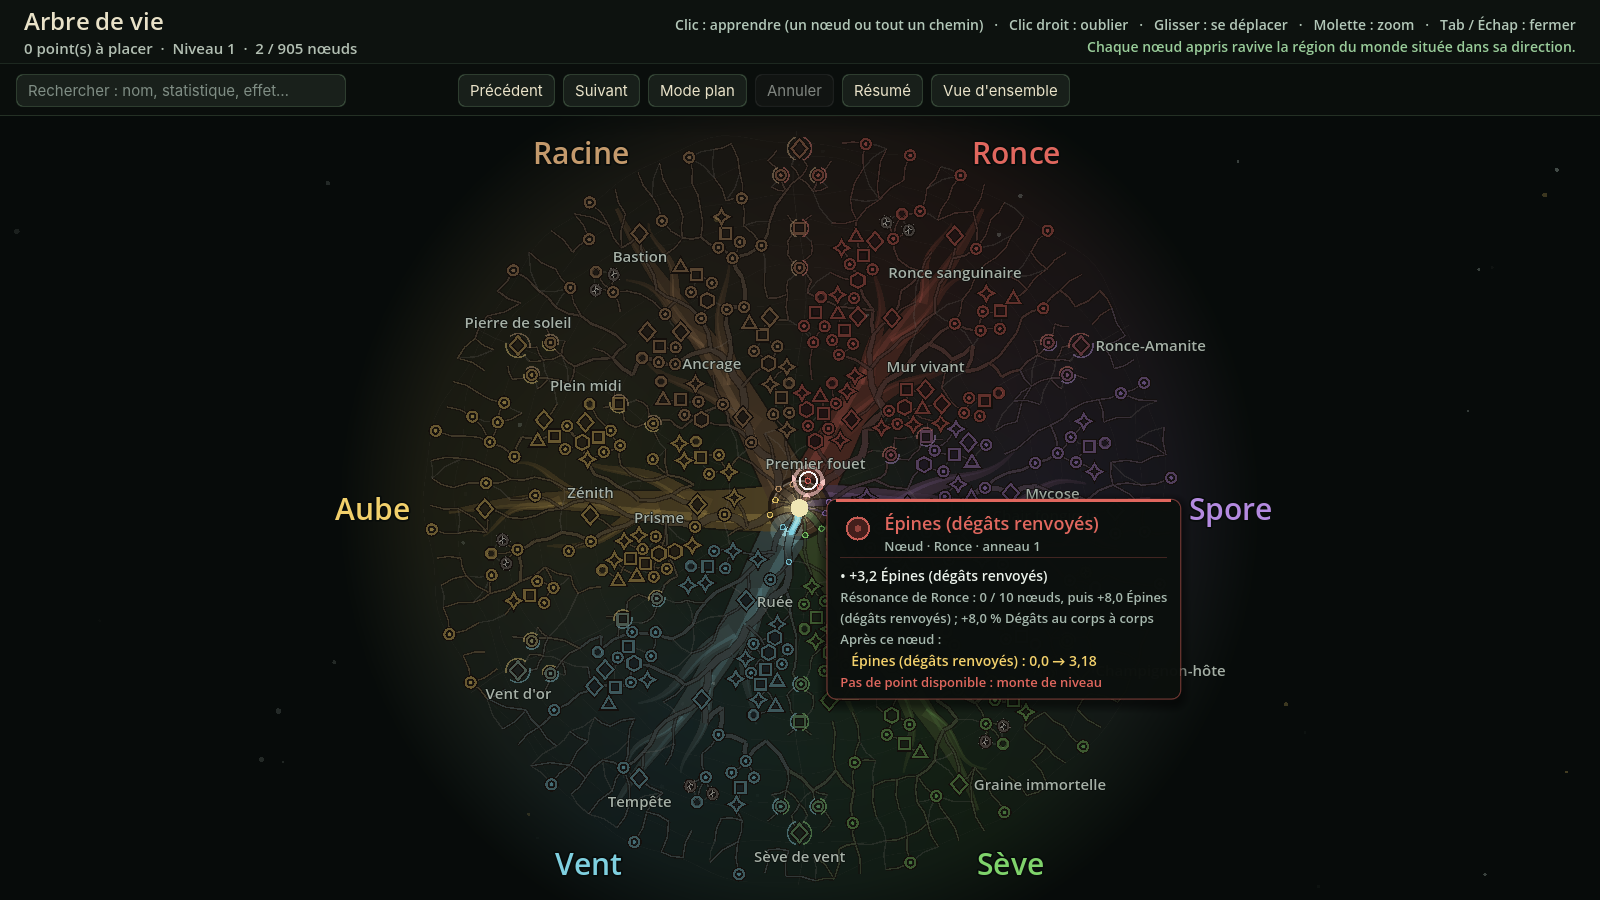 Arbre de vie
0 point(s) à placer · Niveau 1 · 2 / 905 nœuds
Clic : apprendre (un nœud ou tout un chemin) · Clic droit : oublier · Glisser : se déplacer · Molette : zoom · Tab / Échap : fermer
Chaque nœud appris ravive la région du monde située dans sa direction.
Rechercher : nom, statistique, effet...
Précédent
Suivant
Mode plan
Annuler
Résumé
Vue d'ensemble
Racine
Ronce
Bastion
Ronce sanguinaire
Pierre de soleil
Ronce-Amanite
Ancrage
Mur vivant
Plein midi
Premier fouet
Zénith
Mycose
Aube
Spore
Prisme
Épines (dégâts renvoyés)
Nœud · Ronce · anneau 1
• +3,2 Épines (dégâts renvoyés)
Résonance de Ronce : 0 / 10 nœuds, puis +8,0 Épines
(dégâts renvoyés) ; +8,0 % Dégâts au corps à corps
Après ce nœud :
Épines (dégâts renvoyés) : 0,0 → 3,18
Pas de point disponible : monte de niveau
Ruée
n-hôte
Vent d'or
Graine immortelle
Tempête
Sève de vent
Vent
Sève